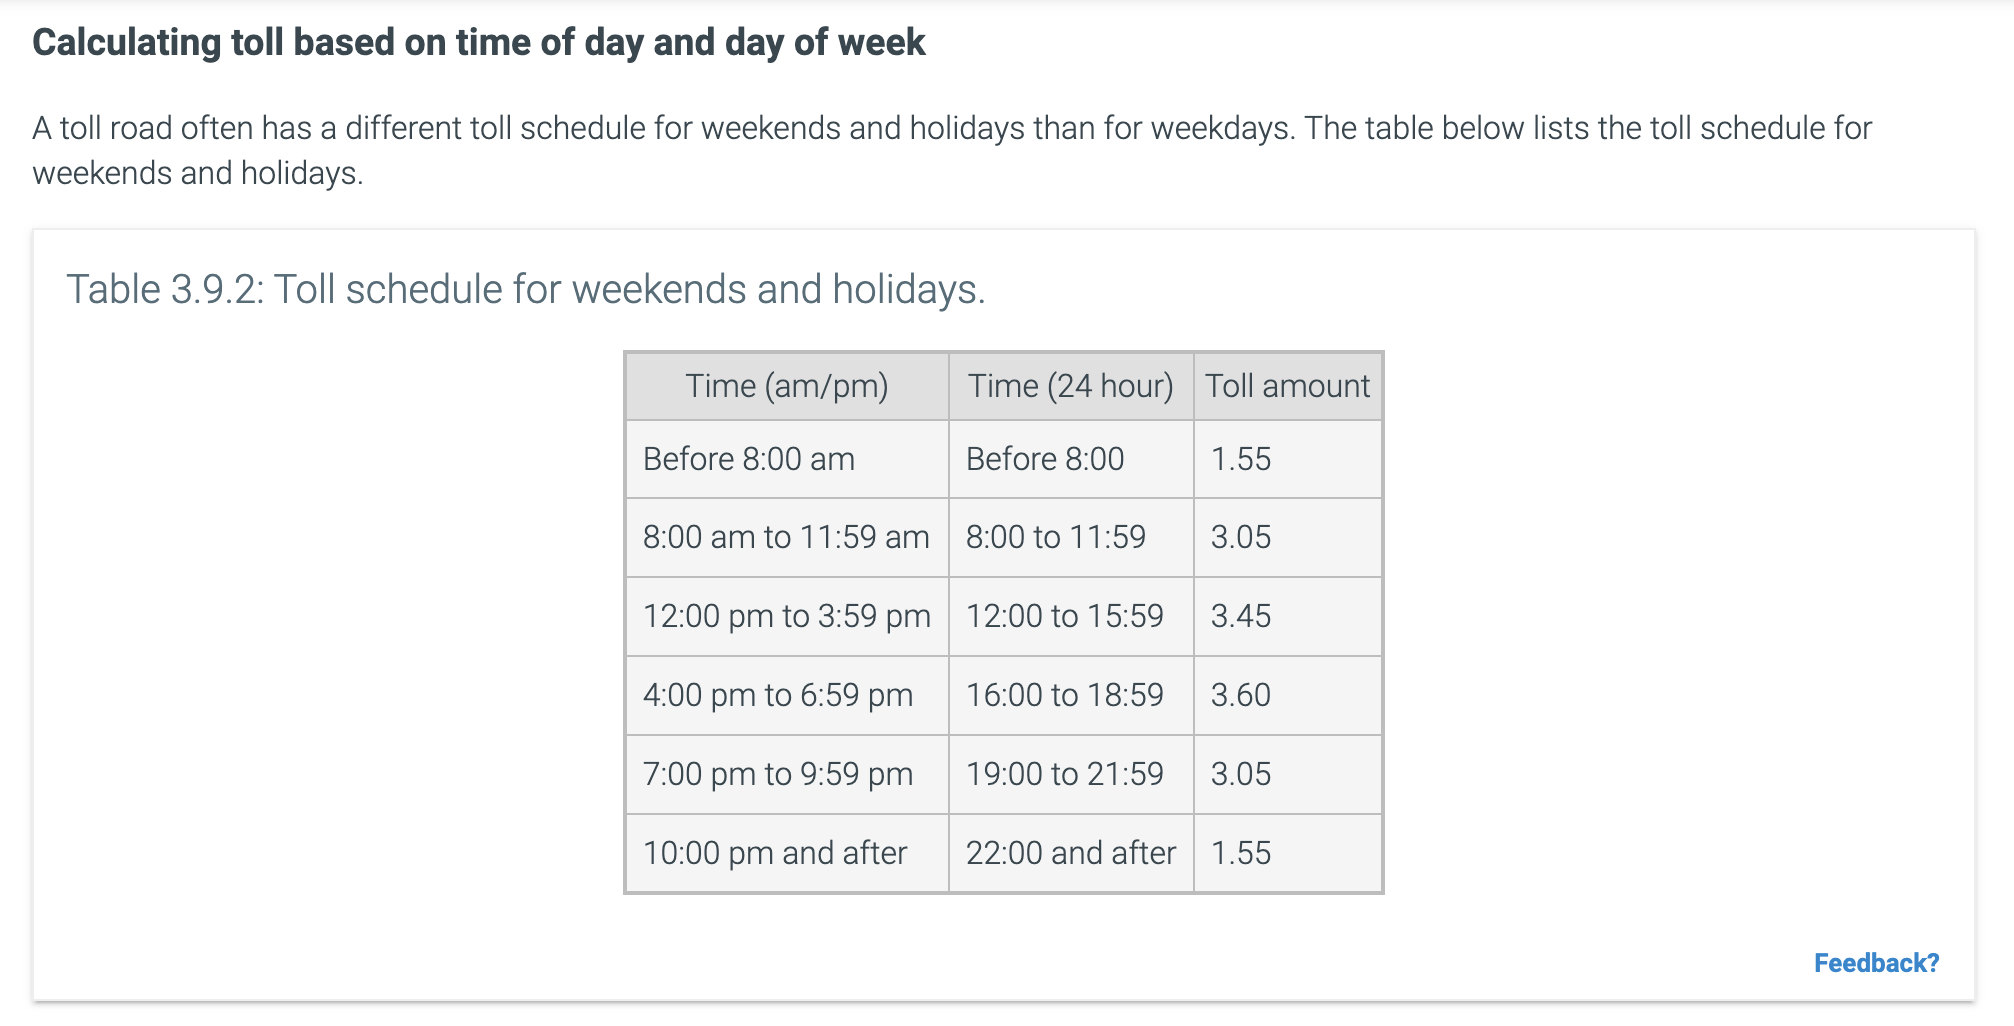 Calculating toll based on time of day and day of week
A toll road often has a different toll schedule for weekends and holidays than for weekdays. The table below lists the toll schedule for
weekends and holidays.
Table 3.9.2: Toll schedule for weekends and holidays.
Time (am/pm) Time (24 hour) Toll amount
Before 8:00 am Before 8:00 1.55
8:00 am to 11:59 am 8:00 to 11:59 3.05
12:00 pm to 3:59 pm 12:00 to 15:59 3.45
4:00 pm to 6:59 pm 16:00 to 18:59 3.60
7:00 pm to 9:59 pm 19:00 to 21:59 3.05
10:00 pm and after 22:00 and after 1.55
Feedback?